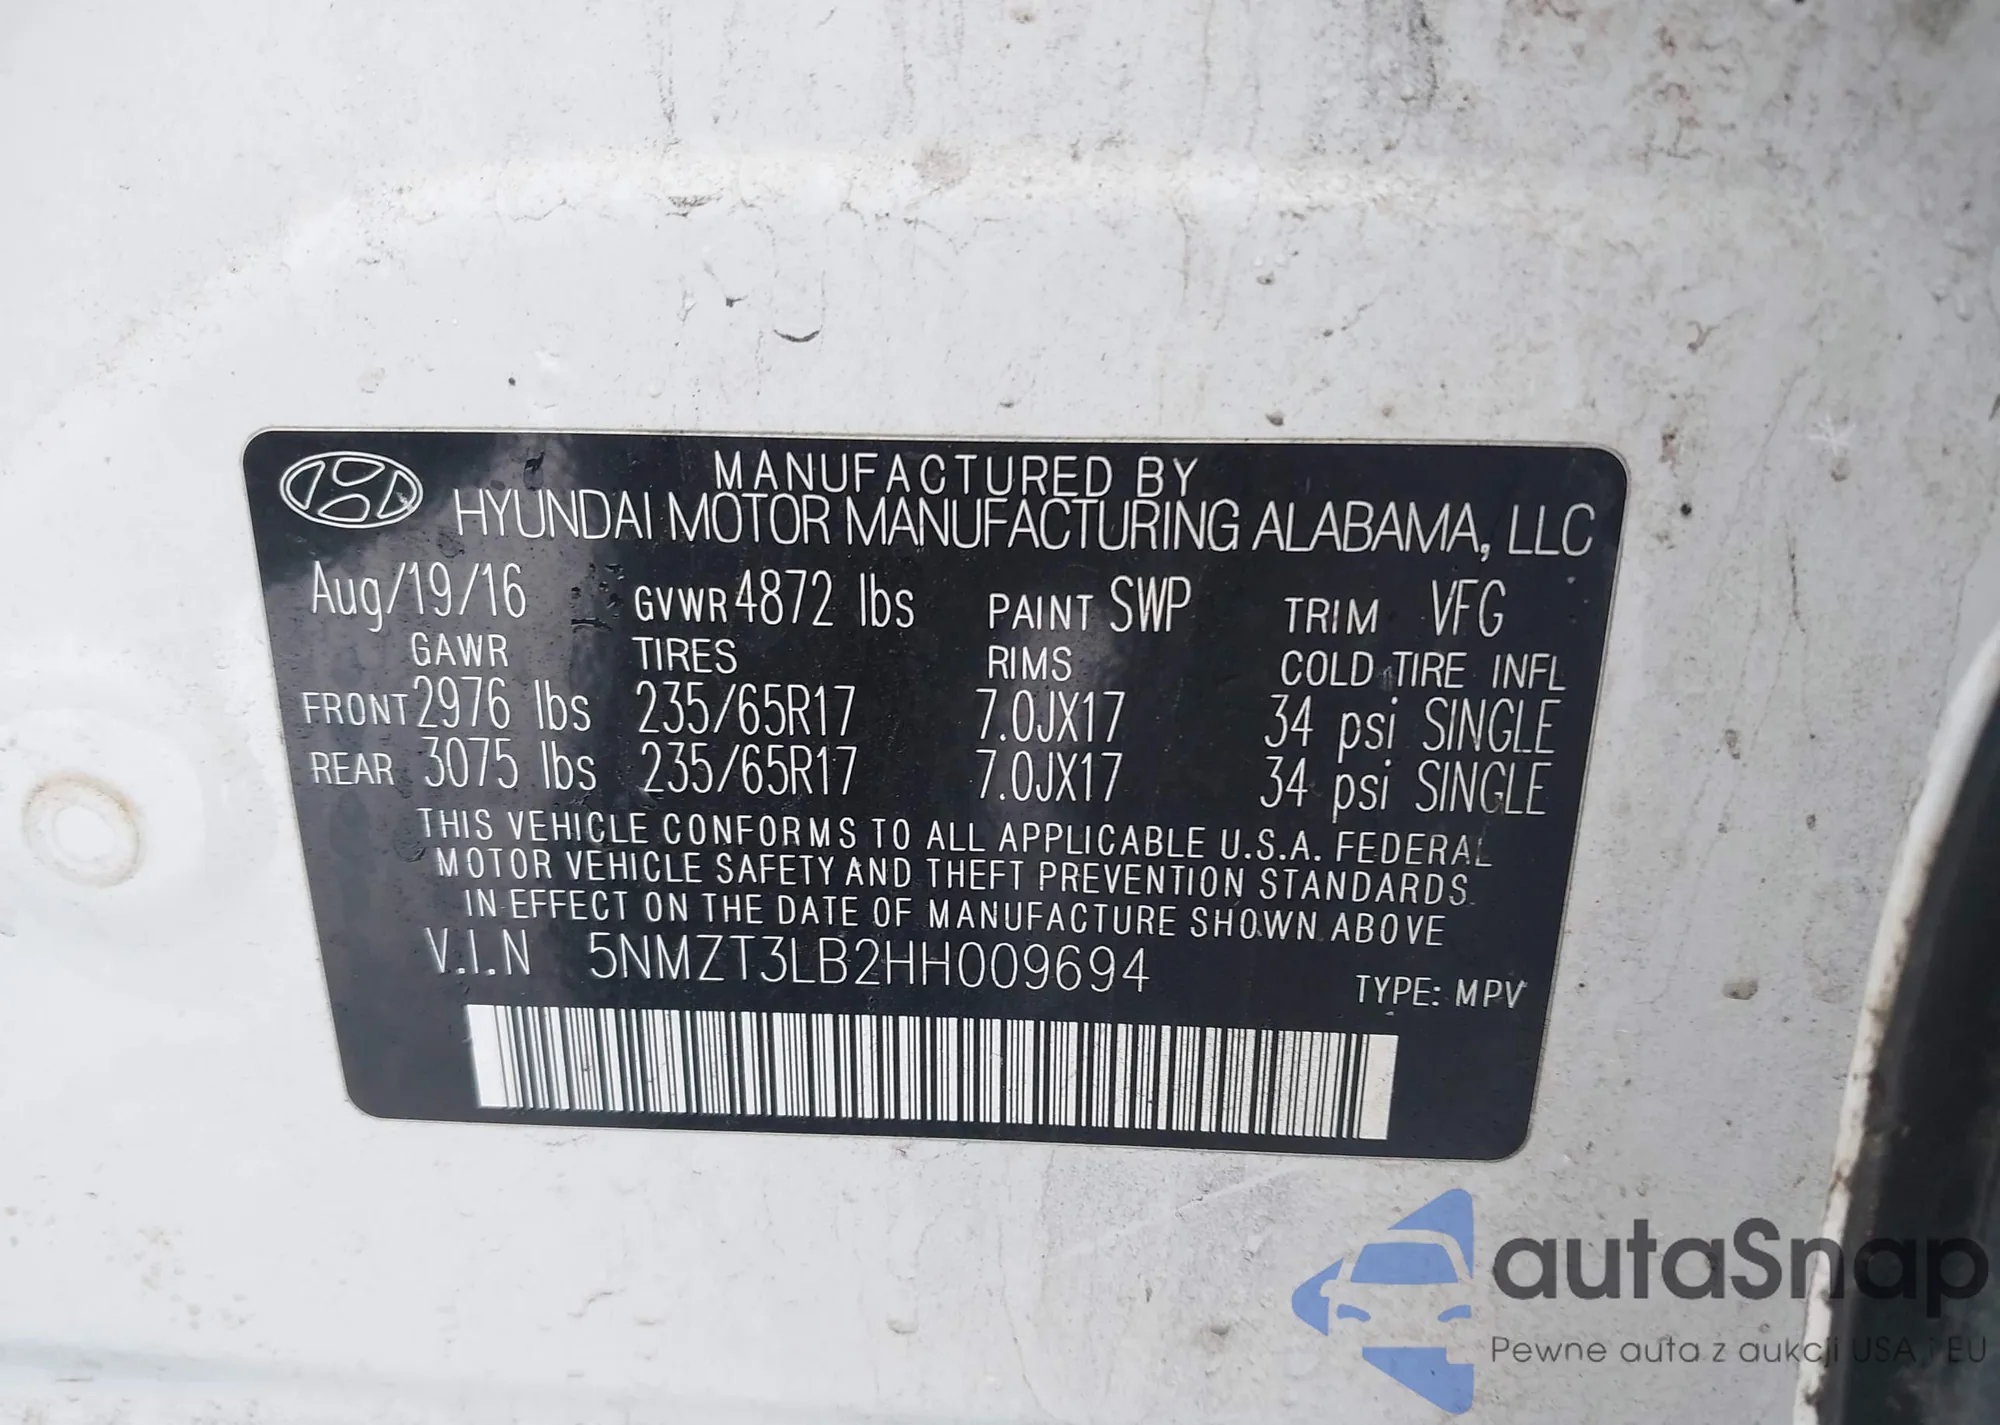 MANUFACTURED BY
HYUNDAI MOTOR MANUFACTURING ALABAMA, LLC
Aug/19/16 GVWR 4872 lbs PAINT SWP TRIM VFG
GAWR TIRES RIMS COLD TIRE INFL
FRONT 2976 lbs 235/65R17 7.0JX17 34 psi SINGLE
REAR 3075 lbs 235/65R17 7.0JX17 34 psi SINGLE
THIS VEHICLE CONFORMS TO ALL APPLICABLE U.S.A. FEDERAL
MOTOR VEHICLE SAFETY AND THEFT PREVENTION STANDARDS
IN EFFECT ON THE DATE OF MANUFACTURE SHOWN ABOVE
V.I.N 5NMZT3LB2HH009694
TYPE: MPV
autaSnap
Pewne auta z aukcji USA i EU